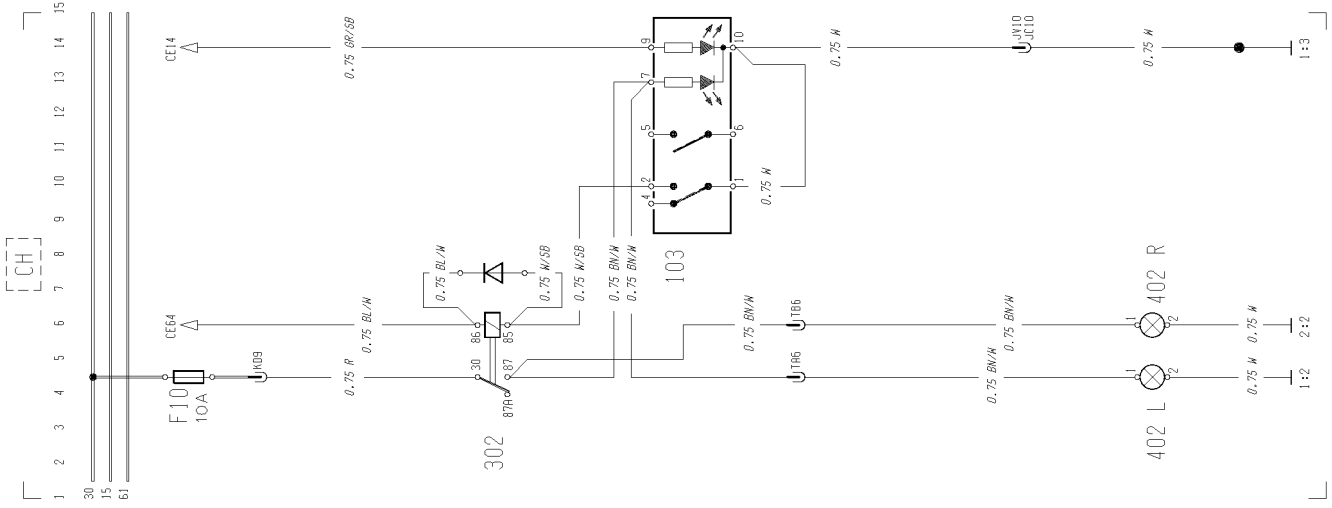 15
14
13
12
11
10
9
8
7
6
5
4
3
2
1
CH
30
15
61
CE14
0.75 GR/SB
9
10
0.75 W
JV10
JC10
0.75 W
1:3
7
5
6
2
4
1
0.75 W
103
0.75 BL/W
0.75 W/SB
0.75 W/SB
0.75 BN/W
0.75 BN/W
CE64
0.75 BL/W
86
85
0.75 BN/W
TB6
0.75 BN/W
1
2
402 R
0.75 W
2:2
F10
10A
KD9
0.75 R
30
87
87A
302
TA6
0.75 BN/W
1
2
402 L
0.75 W
1:2